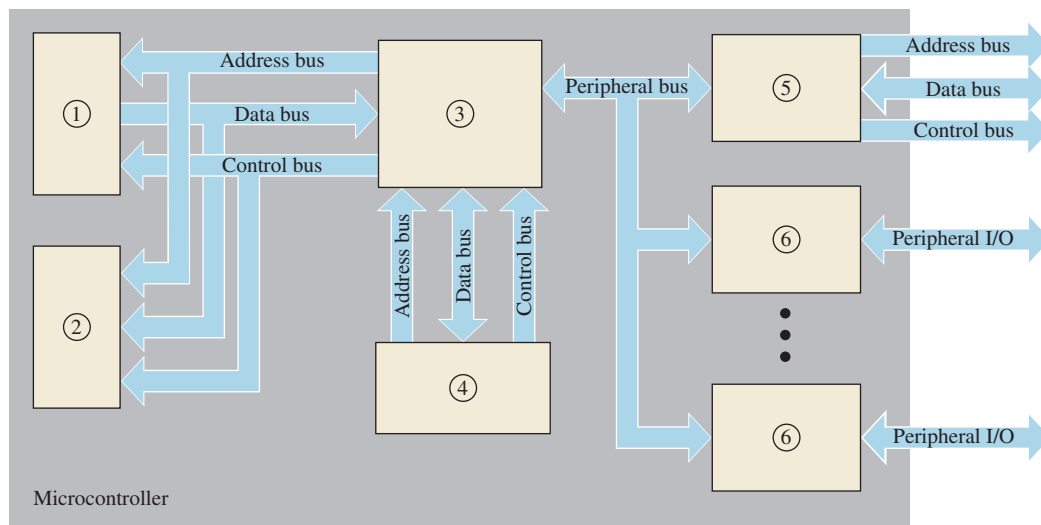 Address bus
Address bus
①
Data bus
③
Peripheral bus
⑤
Data bus
Control bus
Control bus
Address bus
Data bus
Control bus
⑥
Peripheral I/O
②
④
⑥
Peripheral I/O
Microcontroller